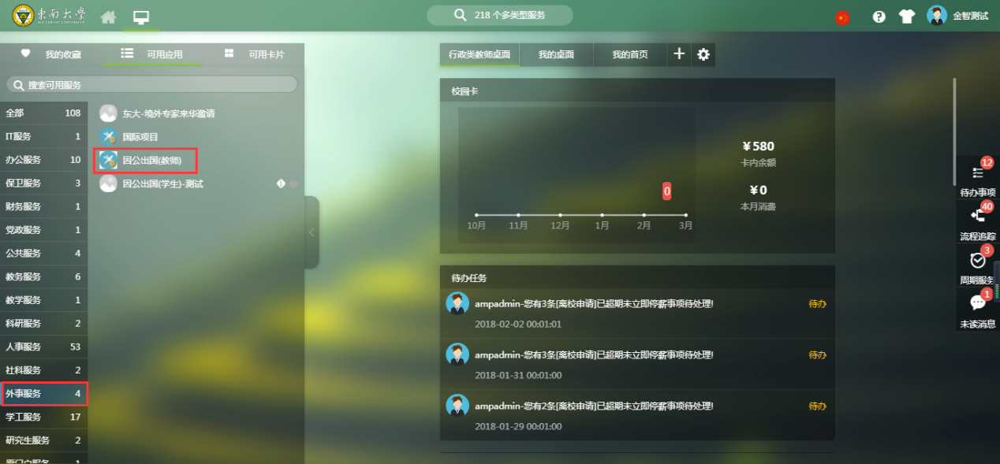 東南大學
SOUTHEAST UNIVERSITY
218 个多类型服务
金智测试
我的收藏
可用应用
可用卡片
搜索可用服务
全部 108
IT服务 1
办公服务 10
保卫服务 3
财务服务 1
党政服务 1
公共服务 4
教务服务 6
教学服务 1
科研服务 2
人事服务 53
社科服务 2
外事服务 4
学工服务 17
研究生服务 2
东大-境外专家来华邀请
国际项目
因公出国(教师)
因公出国(学生)-测试
行政类教师桌面
我的桌面
我的首页
校园卡
0
10月 11月 12月 1月 2月 3月
¥580
卡内余额
¥0
本月消费
待办任务
ampadmin-您有3条[离校申请]已超期未立即停薪事项待处理! 待办
2018-02-02 00:01:01
ampadmin-您有3条[离校申请]已超期未立即停薪事项待处理! 待办
2018-01-31 00:01:00
ampadmin-您有2条[离校申请]已超期未立即停薪事项待处理! 待办
2018-01-29 00:01:00
12
待办事项
40
流程追踪
3
周期服务
1
未读消息